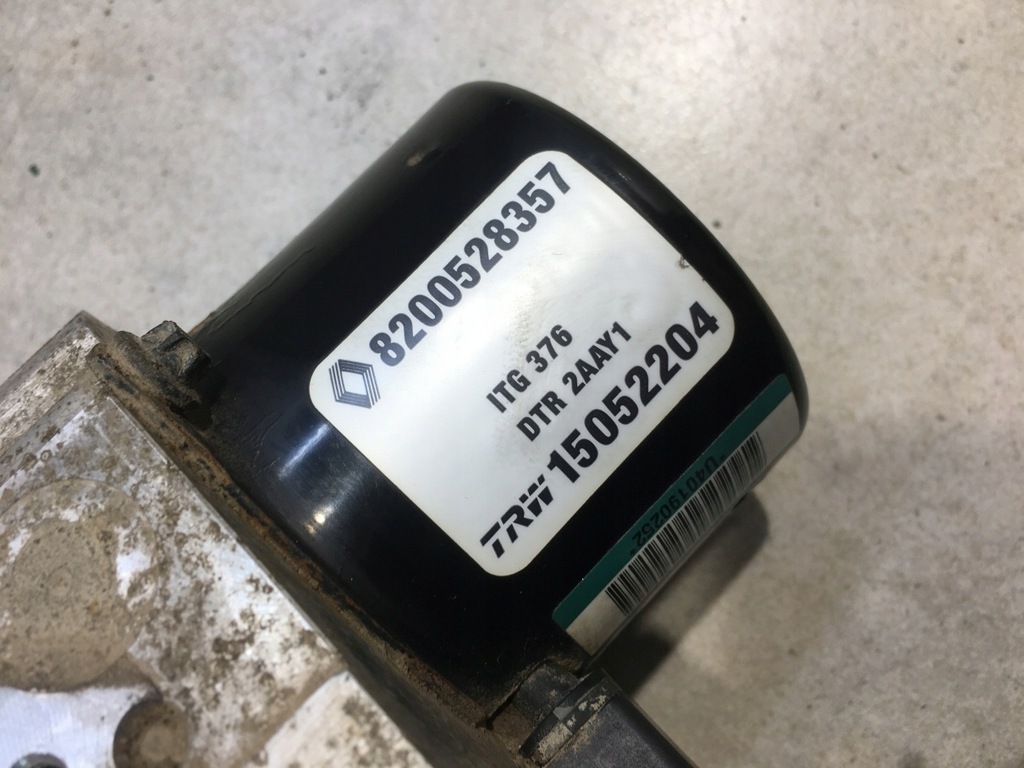 8200528357
ITG 376
DTR 2AAY1
TRW 15052204